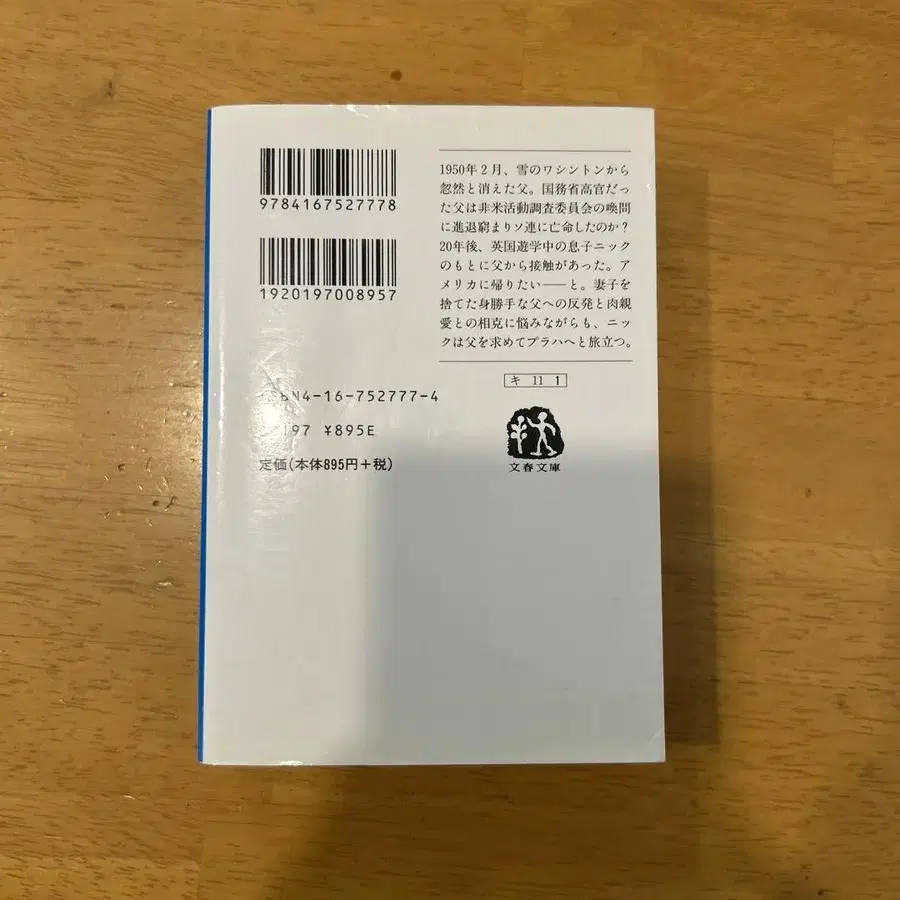 9784167527778
1920197008957
ISBN4-16-752777-4
197 ¥895E
定価(本体895円+税)
1950年2月、雪のワシントンから
忽然と消えた父。国務省高官だっ
た父は非米活動調査委員会の喚問
に進退窮まりソ連に亡命したのか?
20年後、英国遊学中の息子ニック
のもとに父から接触があった。ア
メリカに帰りたい——と。妻子を
捨てた身勝手な父への反発と肉親
愛との相克に悩みながらも、ニッ
クは父を求めてプラハへと旅立つ。
キ 11 1
文春文庫